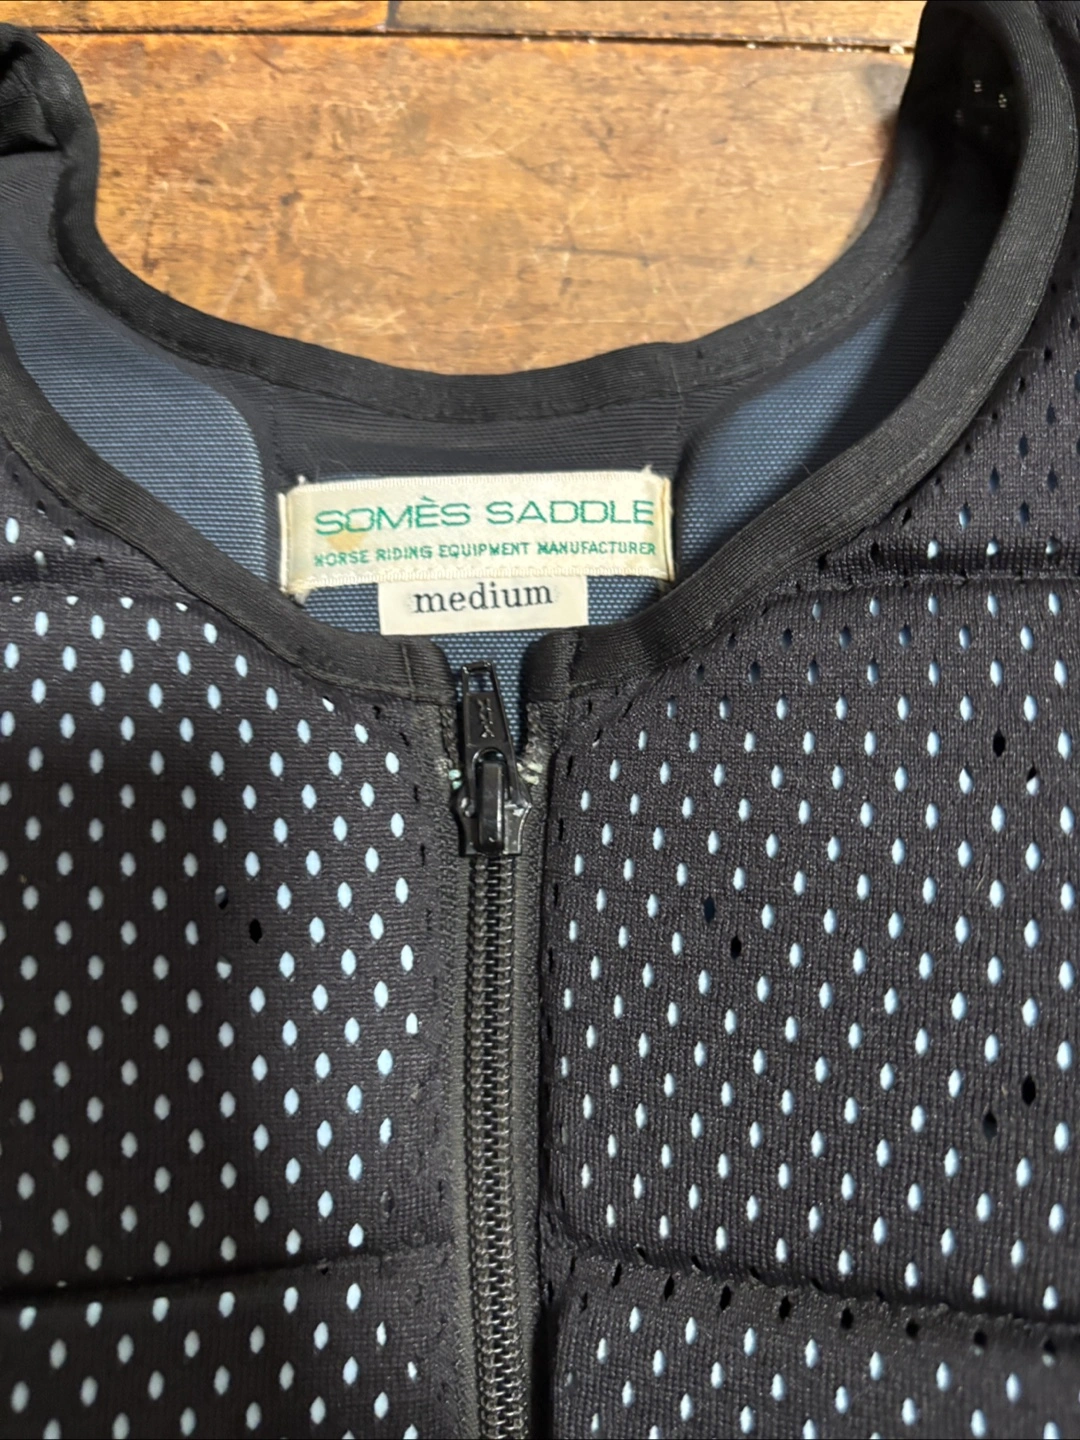 SOMÈS SADDLE
HORSE RIDING EQUIPMENT MANUFACTURER
medium